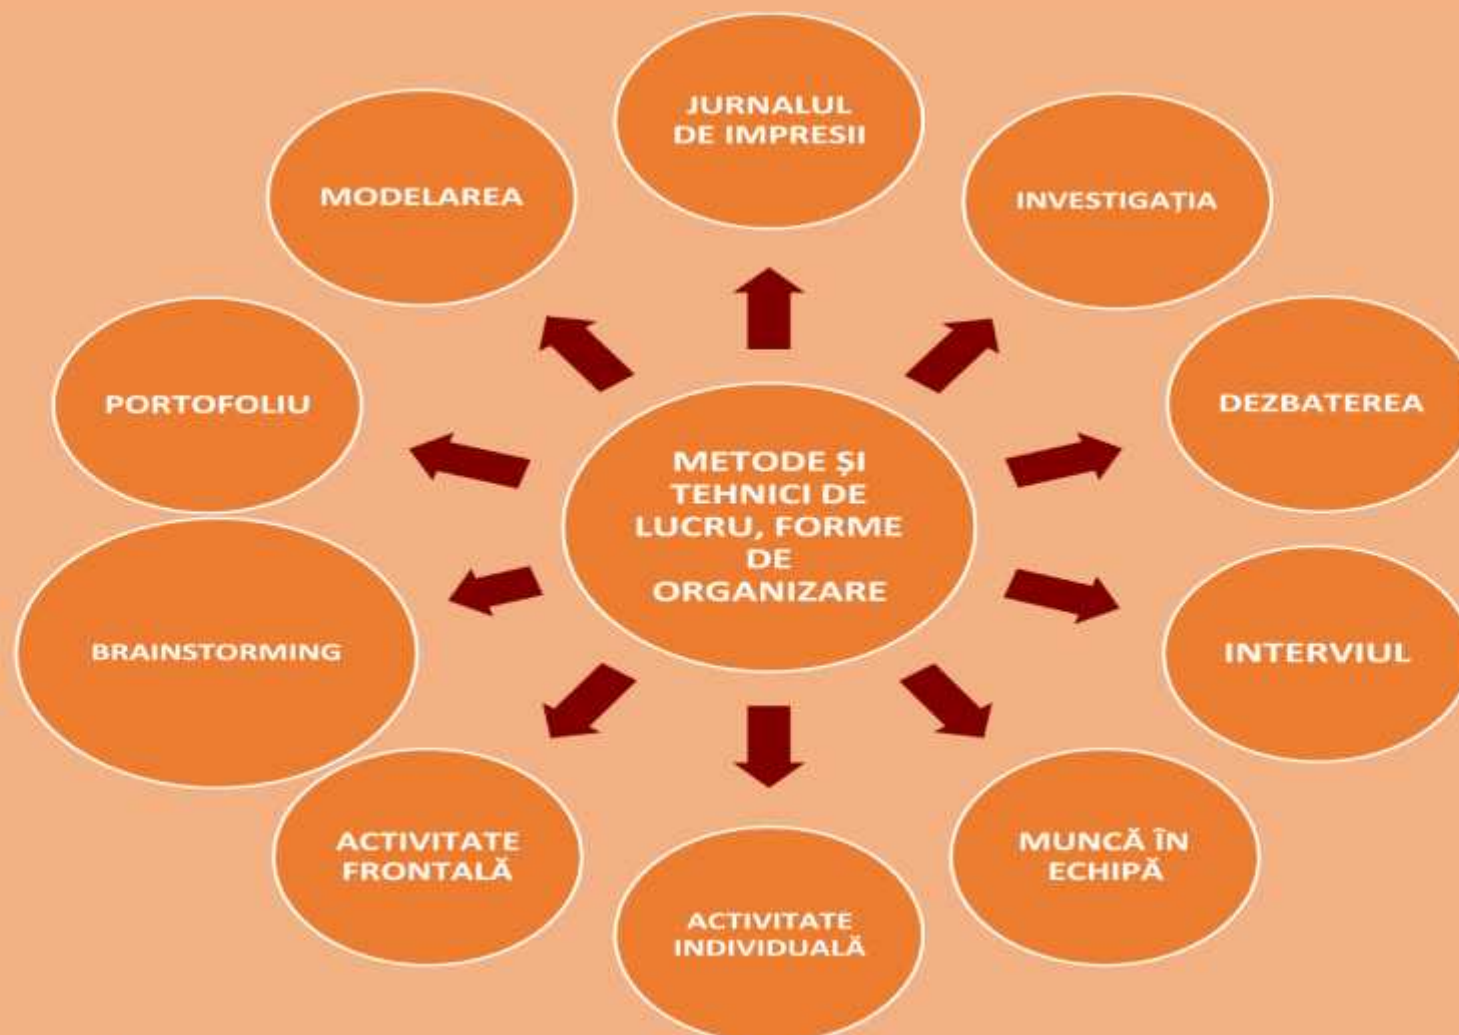 JURNALUL
DE IMPRESII
INVESTIGAȚIA
DEZBATEREA
INTERVIUL
MUNCĂ ÎN
ECHIPĂ
ACTIVITATE
INDIVIDUALĂ
ACTIVITATE
FRONTALĂ
BRAINSTORMING
PORTOFOLIU
MODELAREA
METODE ŞI
TEHNICI DE
LUCRU, FORME
DE
ORGANIZARE